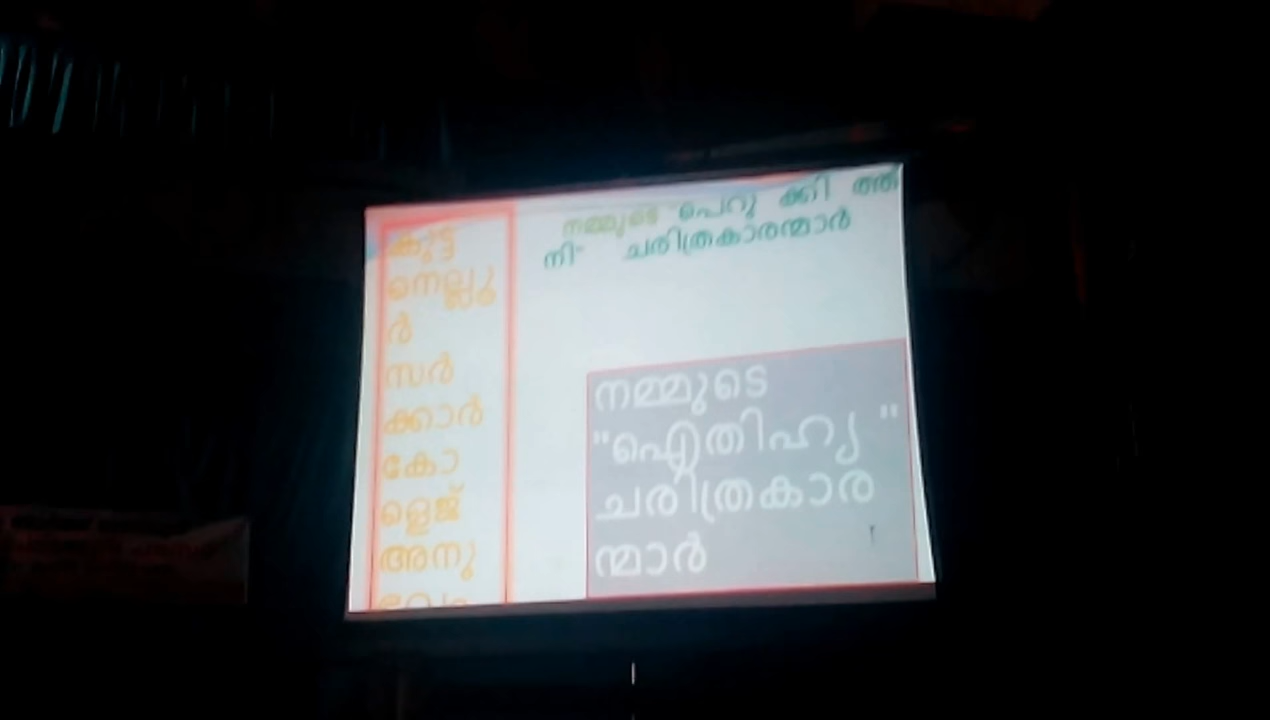 നമ്മുടെ പെറു ക്കി ത്ത്
നി ചരിത്രകാരന്മാർ
കുട്ട
നെല്ലൂ
ർ
സർ
ക്കാർ
കോ
ളെജ്
അനു
നമ്മുടെ
"ഐതിഹ്യ "
ചരിത്രകാര
ന്മാർ